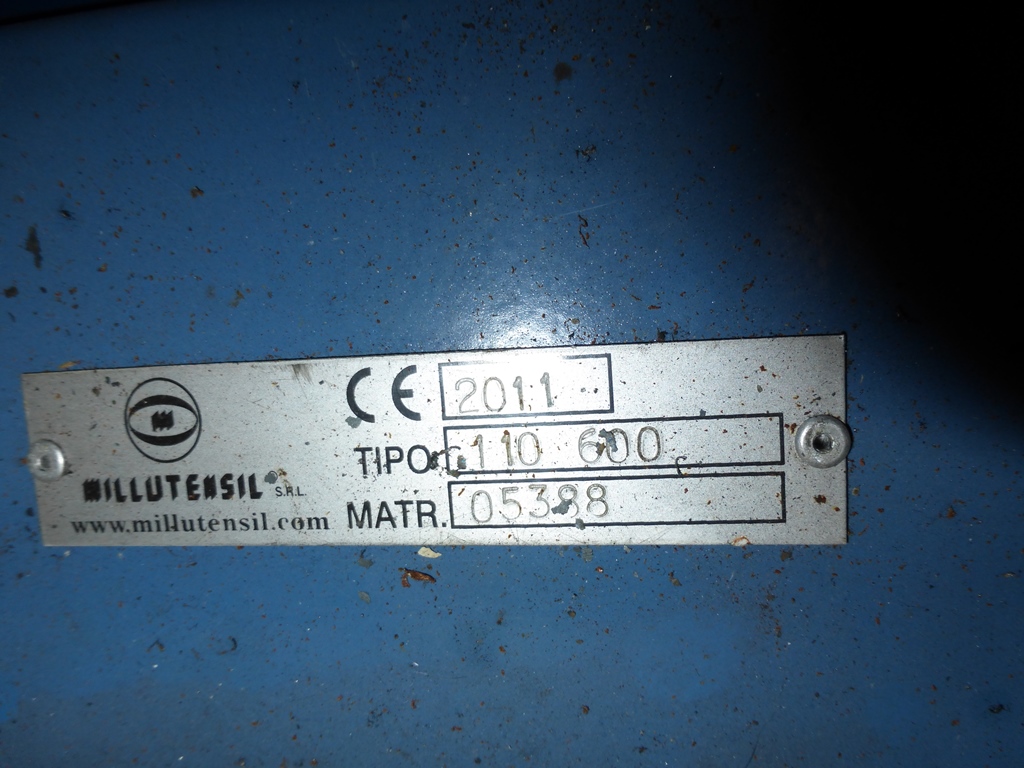 CE 2011
TIPO 110 600
MILLUTENSIL S.R.L.
MATR. 05388
www.millutensil.com